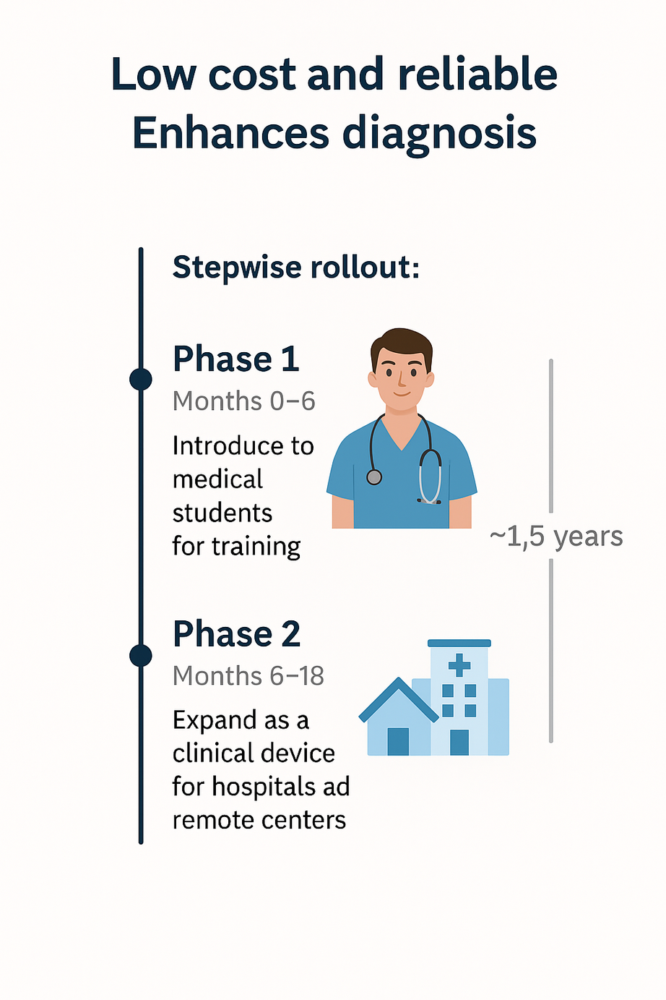 Low cost and reliable
Enhances diagnosis
Stepwise rollout:
Phase 1
Months 0–6
Introduce to
medical
students
for training
~1,5 years
Phase 2
Months 6–18
Expand as a
clinical device
for hospitals ad
remote centers